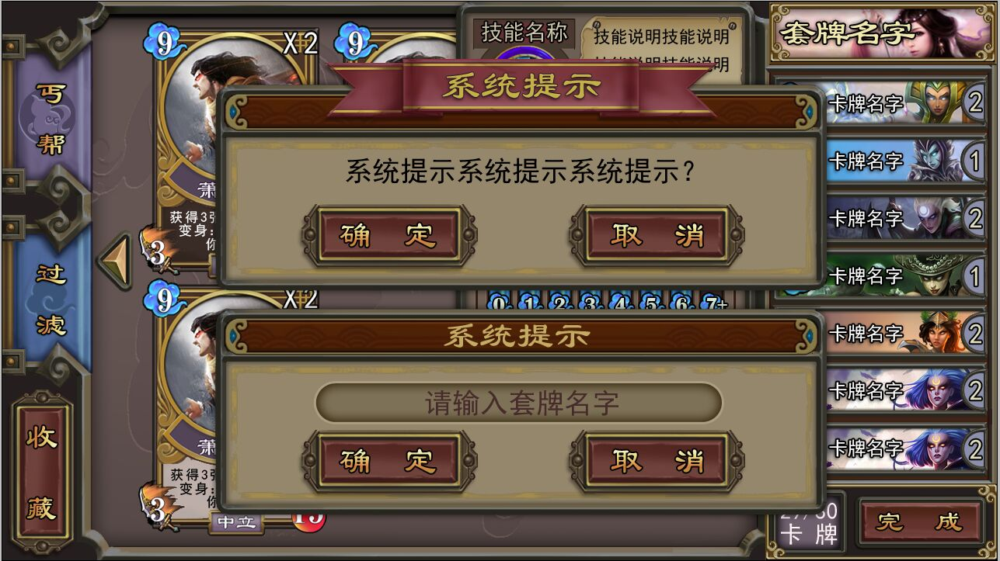 丐帮
过滤
收藏
9
X2
萧
获得3张
变身:
你
3
9
X2
萧
获得3张
变身:
你
3
中立
9
技能名称
技能说明技能说明
技能说明技能说明
系统提示
系统提示系统提示系统提示?
确 定
取 消
0 1 2 3 4 5 6 7+
系统提示
请输入套牌名字
确 定
取 消
套牌名字
卡牌名字 2
卡牌名字 1
卡牌名字 2
卡牌名字 1
卡牌名字 2
卡牌名字 2
卡牌名字 2
卡 牌
完 成